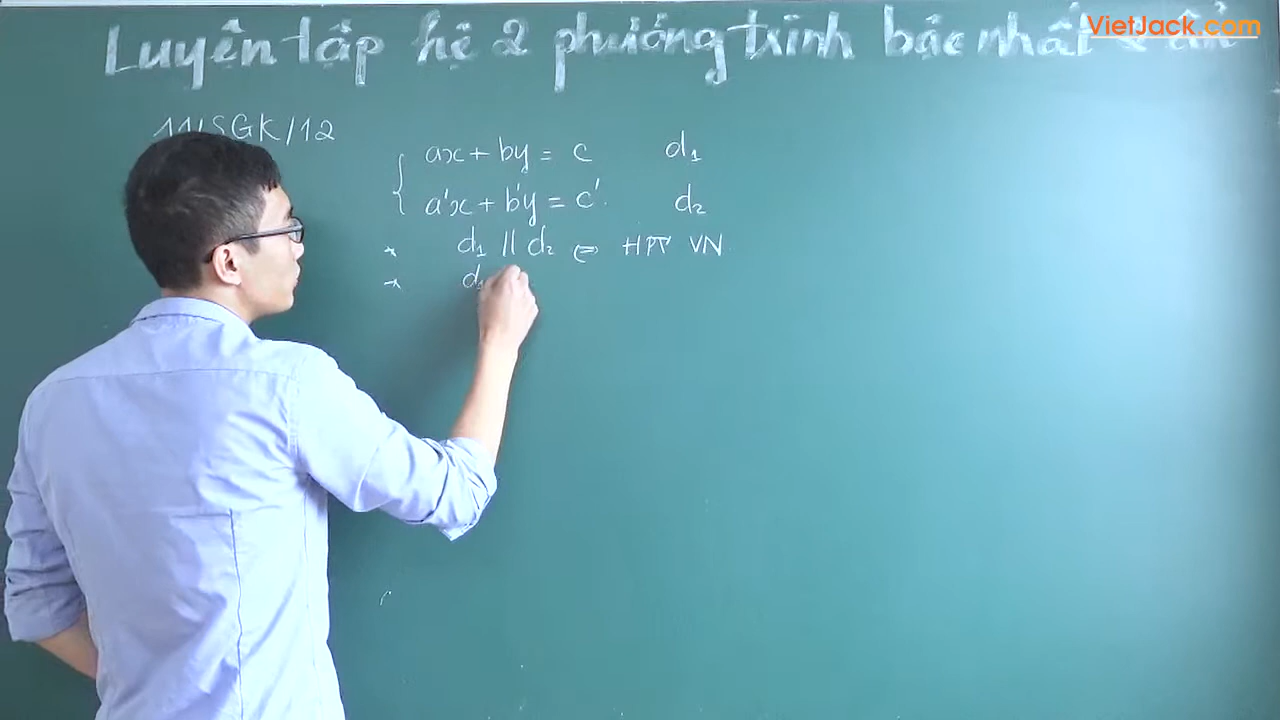 Luyện tập hệ 2 phương trình bậc nhất 2 ẩn
VietJack.com
11/SGK/12
ax + by = c d₁
a'x + b'y = c'. d₂
* d₁ // d₂ ⇔ HPT VN
* d₁